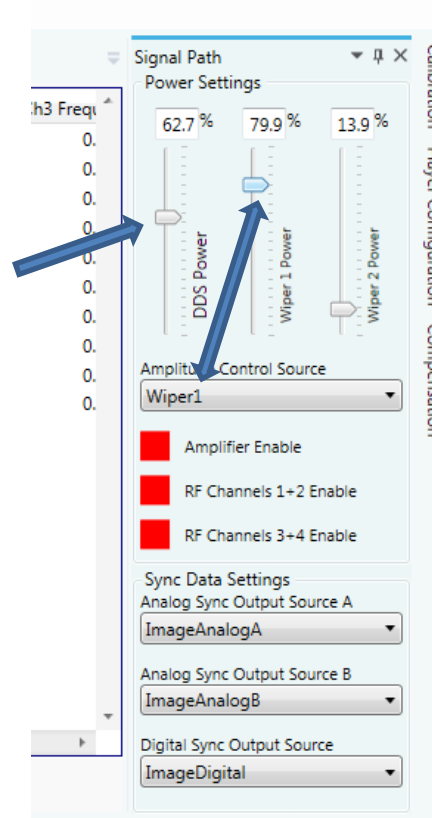 Signal Path
Power Settings
Ch3 Frequ
62.7 % 79.9 % 13.9 %
0.
0.
0.
0.
0.
0.
0.
0.
0.
0.
DDS Power
Wiper 1 Power
Wiper 2 Power
Amplitude Control Source
Wiper1
Amplifier Enable
RF Channels 1+2 Enable
RF Channels 3+4 Enable
Sync Data Settings
Analog Sync Output Source A
ImageAnalogA
Analog Sync Output Source B
ImageAnalogB
Digital Sync Output Source
ImageDigital
Calibration
Player Configuration
Compensation